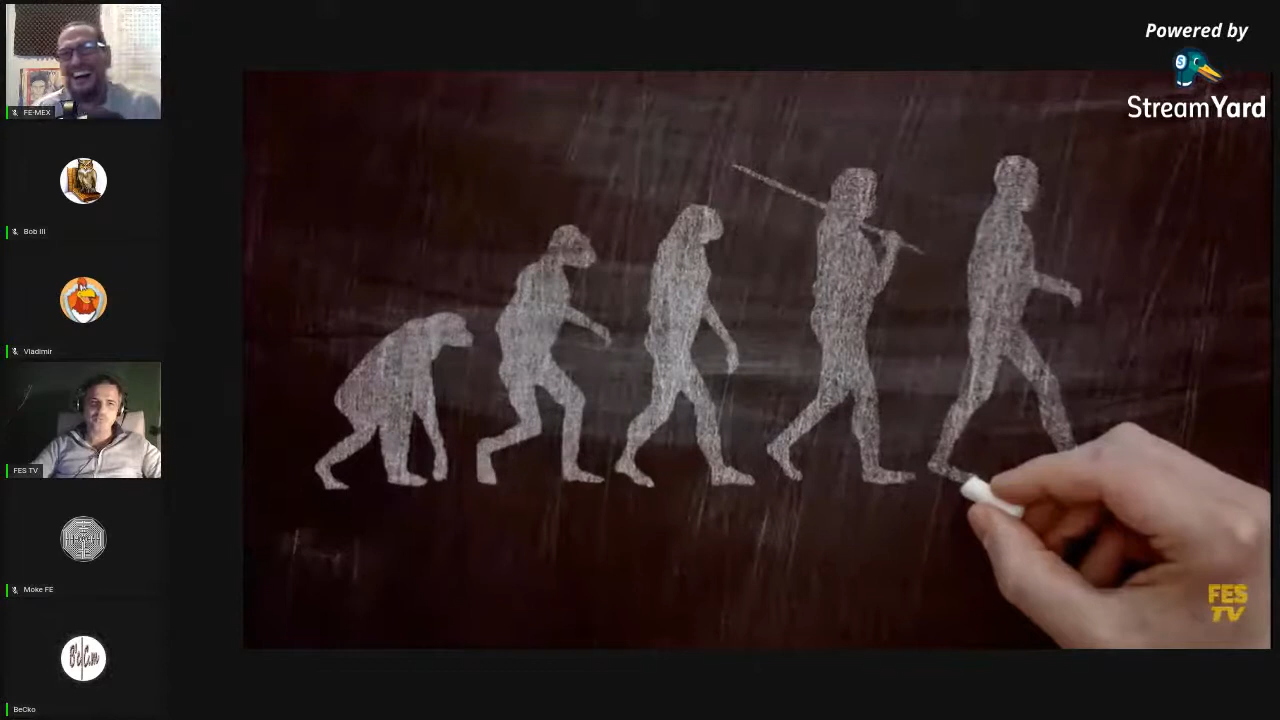 Powered by
StreamYard
FE-MEX
Bob III
Vladimir
FES TV
Moke FE
BeCko
FES
TV